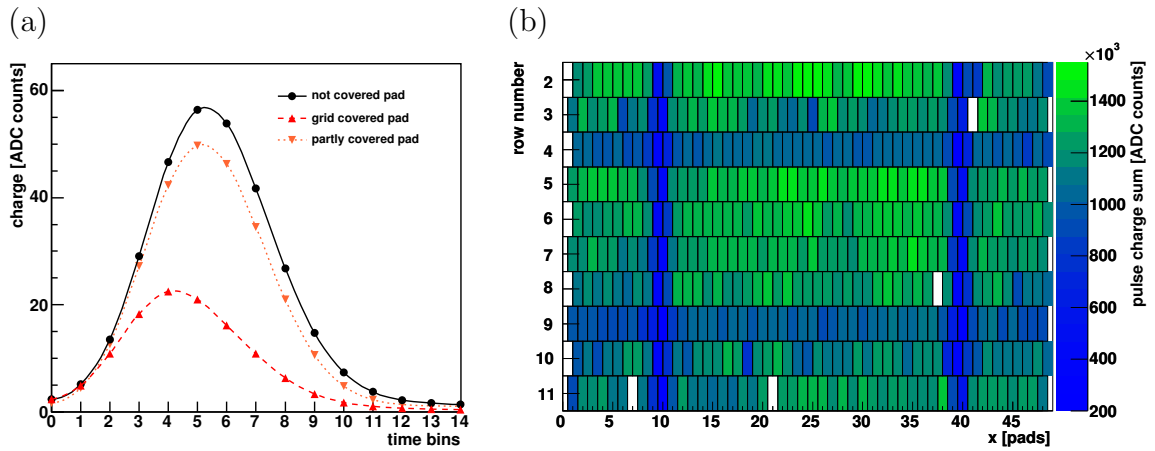 (a)
charge [ADC counts]
60
40
20
0
not covered pad
grid covered pad
partly covered pad
0 1 2 3 4 5 6 7 8 9 10 11 12 13 14
time bins
(b)
row number
2
3
4
5
6
7
8
9
10
11
0 5 10 15 20 25 30 35 40 45
x [pads]
×10³
1400
1200
1000
800
600
400
200
pulse charge sum [ADC counts]